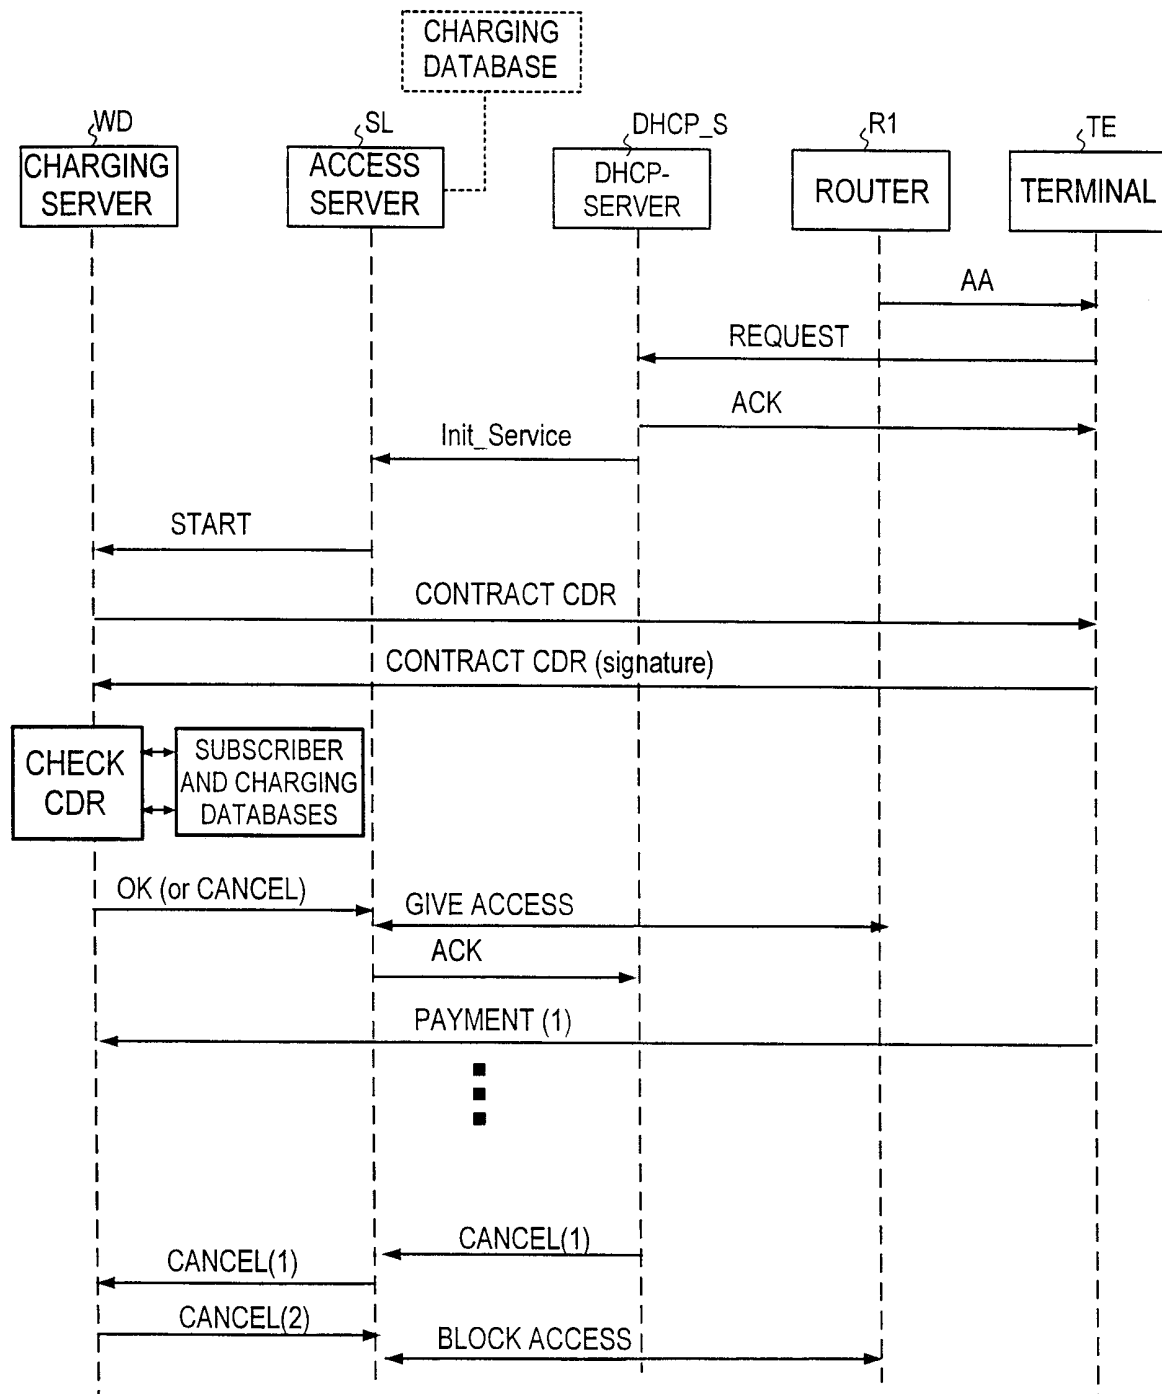 CHARGING
DATABASE
WD
SL
DHCP_S
R1
TE
CHARGING
SERVER
ACCESS
SERVER
DHCP-
SERVER
ROUTER
TERMINAL
AA
REQUEST
ACK
Init_Service
START
CONTRACT CDR
CONTRACT CDR (signature)
CHECK
CDR
SUBSCRIBER
AND CHARGING
DATABASES
OK (or CANCEL)
GIVE ACCESS
ACK
PAYMENT (1)
CANCEL(1)
CANCEL(1)
CANCEL(2)
BLOCK ACCESS